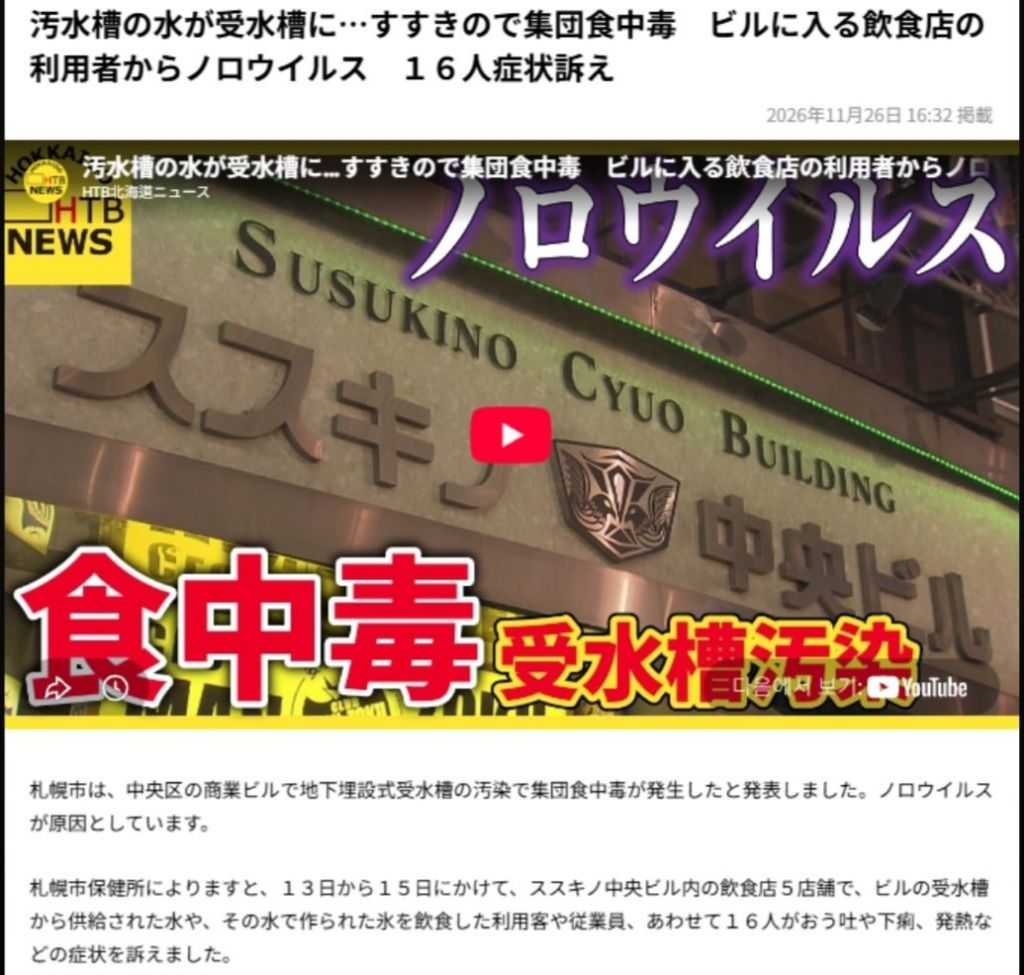 汚水槽の水が受水槽に…すすきので集団食中毒　ビルに入る飲食店の
利用者からノロウイルス　１６人症状訴え
2026年11月26日 16:32 掲載
HOKKAI
HTB
NEWS
汚水槽の水が受水槽に...すすきので集団食中毒　ビルに入る飲食店の利用者からノロ
HTB北海道ニュース
HTB
NEWS
ノロウイルス
SUSUKINO CYUO BUILDING
ススキノ 中央ビル
食中毒
受水槽汚染
다음에서 보기: YouTube
札幌市は、中央区の商業ビルで地下埋設式受水槽の汚染で集団食中毒が発生したと発表しました。ノロウイルス
が原因としています。
札幌市保健所によりますと、１３日から１５日にかけて、ススキノ中央ビル内の飲食店５店舗で、ビルの受水槽
から供給された水や、その水で作られた氷を飲食した利用客や従業員、あわせて１６人がおう吐や下痢、発熱な
どの症状を訴えました。